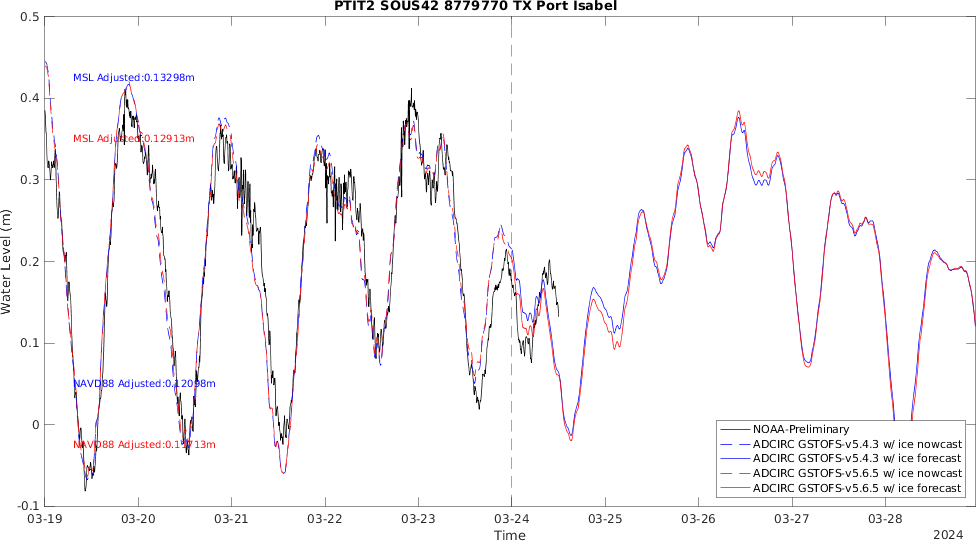 PTIT2 SOUS42 8779770 TX Port Isabel
Water Level (m)
0.5
0.4
0.3
0.2
0.1
0
-0.1
MSL Adjusted:0.13298m
MSL Adjusted:0.12913m
NAVD88 Adjusted:0.12098m
NAVD88 Adjusted:0.11713m
NOAA-Preliminary
ADCIRC GSTOFS-v5.4.3 w/ ice nowcast
ADCIRC GSTOFS-v5.4.3 w/ ice forecast
ADCIRC GSTOFS-v5.6.5 w/ ice nowcast
ADCIRC GSTOFS-v5.6.5 w/ ice forecast
03-19 03-20 03-21 03-22 03-23 03-24 03-25 03-26 03-27 03-28
Time
2024